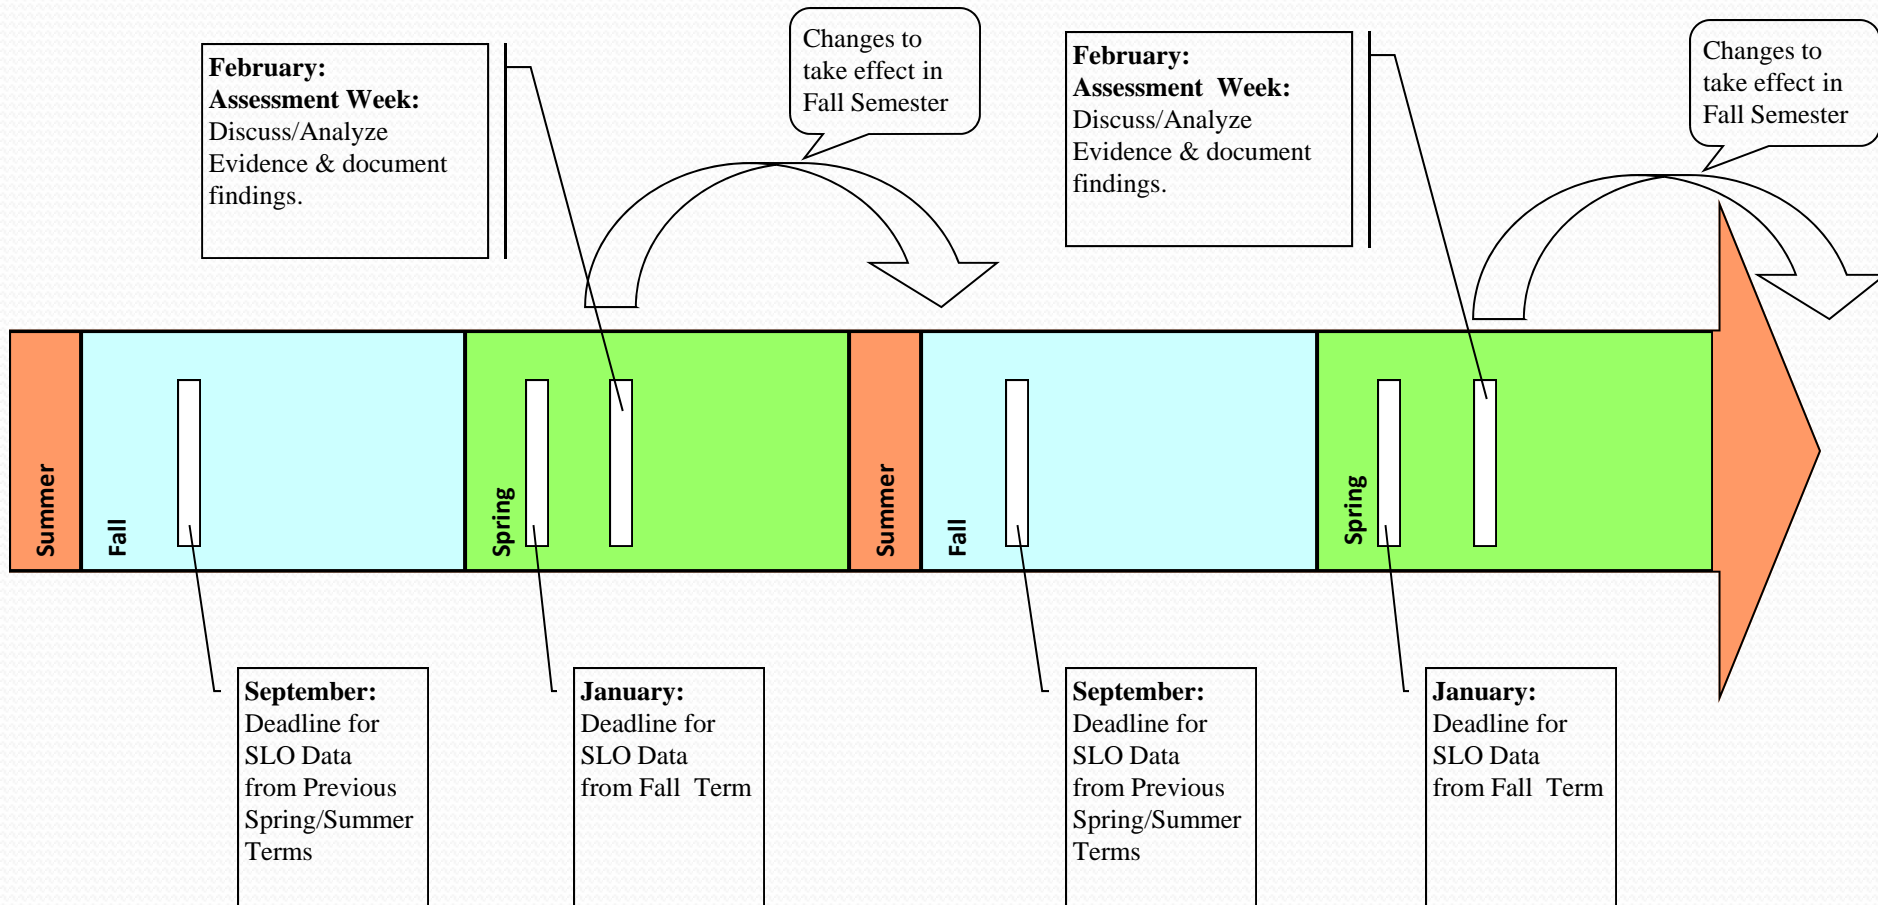 February:
Assessment Week:
Discuss/Analyze
Evidence & document
findings.
Changes to
take effect in
Fall Semester
February:
Assessment  Week:
Discuss/Analyze
Evidence & document
findings.
Changes to
take effect in
Fall Semester
Summer
Fall
Spring
Summer
Fall
Spring
September:
Deadline for
SLO Data
from Previous
Spring/Summer
Terms
January:
Deadline for
SLO Data
from Fall  Term
September:
Deadline for
SLO Data
from Previous
Spring/Summer
Terms
January:
Deadline for
SLO Data
from Fall  Term